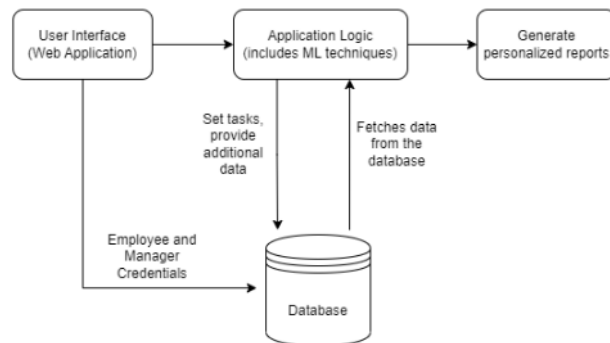 User Interface
(Web Application)
Application Logic
(includes ML techniques)
Generate
personalized reports
Set tasks,
provide
additional
data
Fetches data
from the
database
Employee and
Manager
Credentials
Database